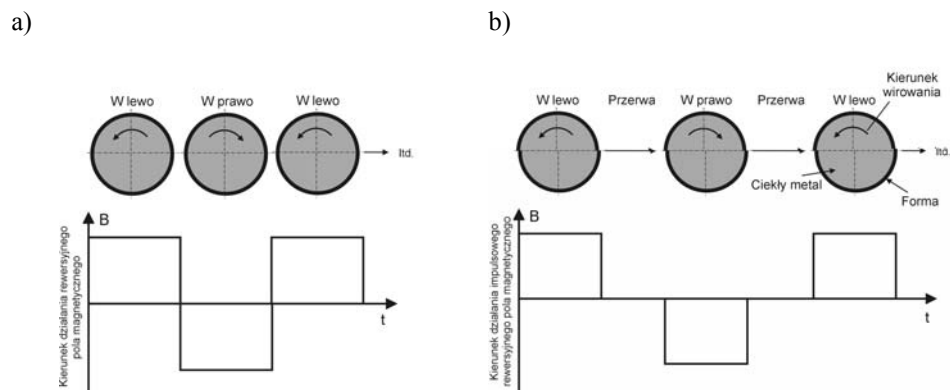 a)
W lewo W prawo W lewo
Itd.
B
Kierunek działania rewersyjnego
pola magnetycznego
t
b)
Kierunek
wirowania
W lewo Przerwa W prawo Przerwa W lewo
Itd.
Ciekły metal
Forma
B
Kierunek działania impulsowego
rewersyjnego pola magnetycznego
t